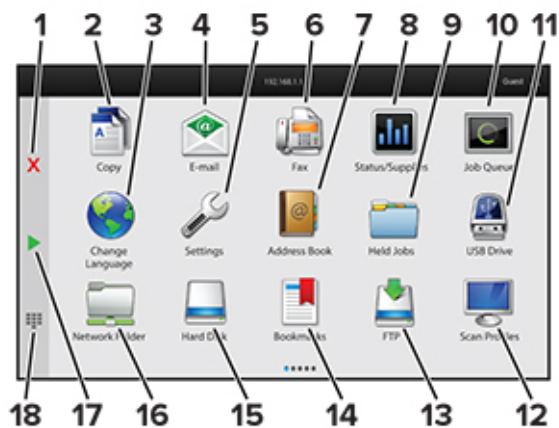 1 2 3 4 5 6 7 8 9 10 11
192.168.1.1 Guest
A @
X Copy E-mail Fax Status/Supplies Job Queue
@
Change Language Settings Address Book Held Jobs USB Drive
Network Folder Hard Disk Bookmarks FTP Scan Profiles
18 17 16 15 14 13 12